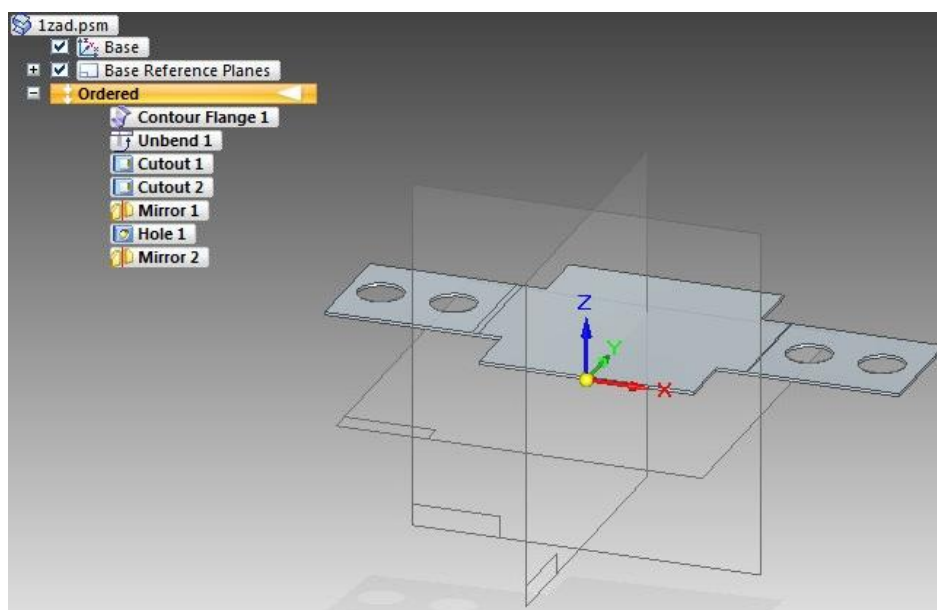 1zad.psm
Base
Base Reference Planes
Ordered
Contour Flange 1
Unbend 1
Cutout 1
Cutout 2
Mirror 1
Hole 1
Mirror 2
Z
Y
X